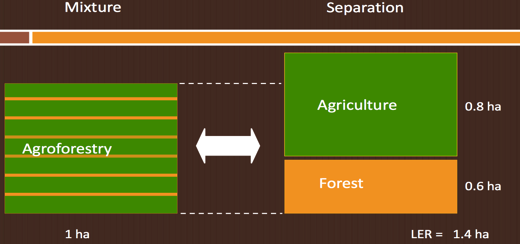 Mixture
Separation
Agriculture
0.8 ha
Agroforestry
Forest
0.6 ha
1 ha
LER = 1.4 ha